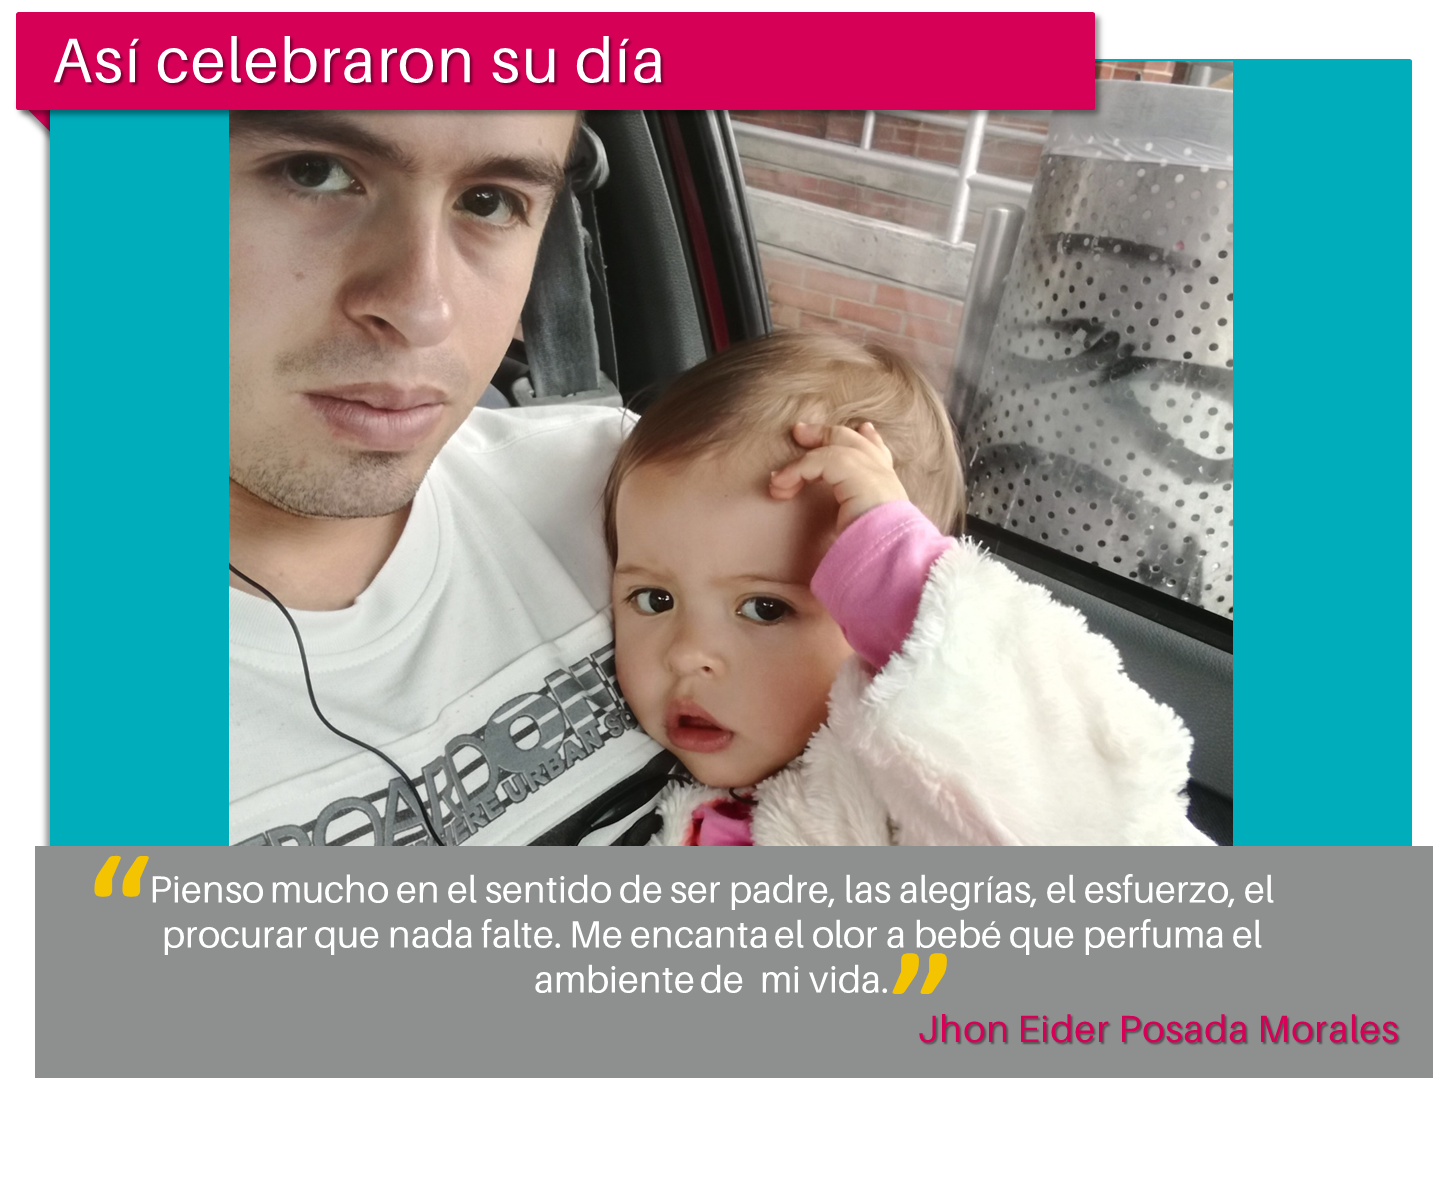 Así celebraron su día
“Pienso mucho en el sentido de ser padre, las alegrías, el esfuerzo, el
procurar que nada falte. Me encanta el olor a bebé que perfuma el
ambiente de mi vida.”
Jhon Eider Posada Morales